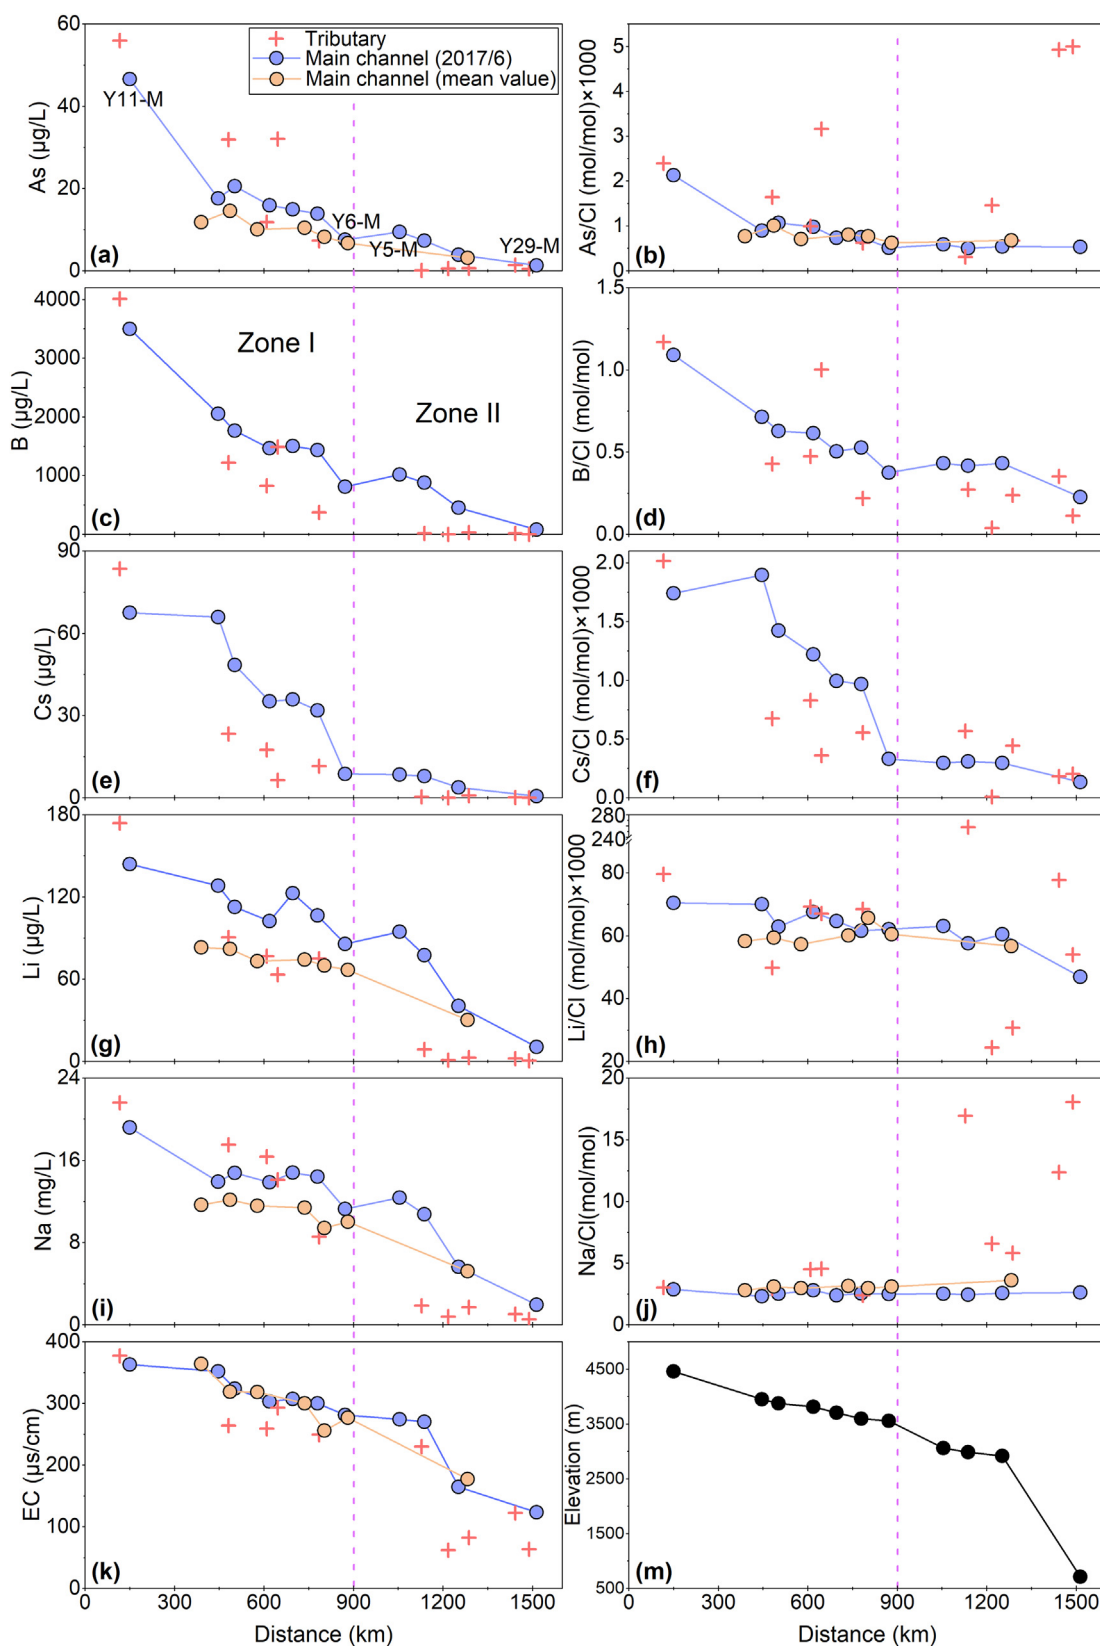 60
40
20
0
As (μg/L)
Tributary
Main channel (2017/6)
Main channel (mean value)
Y11-M
Y6-M
Y5-M
Y29-M
(a)
5
4
3
2
1
0
As/Cl (mol/mol)×1000
(b)
4000
3000
2000
1000
0
B (μg/L)
Zone I
Zone II
(c)
1.5
1.0
0.5
0.0
B/Cl (mol/mol)
(d)
90
60
30
0
Cs (μg/L)
(e)
2.0
1.5
1.0
0.5
0.0
Cs/Cl (mol/mol)×1000
(f)
180
120
60
0
Li (μg/L)
(g)
280
240
80
60
40
20
Li/Cl (mol/mol)×1000
(h)
24
16
8
0
Na (mg/L)
(i)
20
15
10
5
0
Na/Cl(mol/mol)
(j)
400
300
200
100
0
EC (μs/cm)
(k)
0 300 600 900 1200 1500
Distance (km)
4500
3500
2500
1500
500
Elevation (m)
(m)
0 300 600 900 1200 1500
Distance (km)